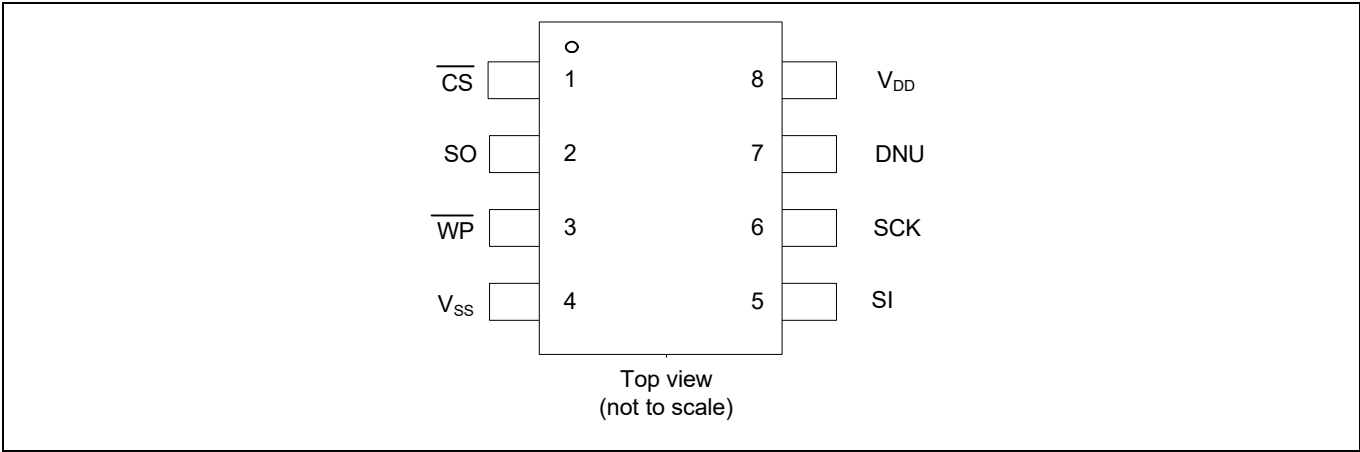 CS 1 8 VDD
SO 2 7 DNU
WP 3 6 SCK
VSS 4 5 SI
Top view
(not to scale)